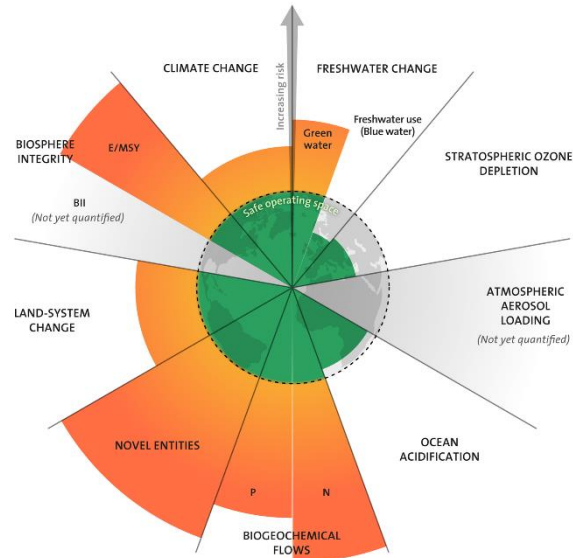 CLIMATE CHANGE
FRESHWATER CHANGE
Increasing risk
Green
water
Freshwater use
(Blue water)
BIOSPHERE
INTEGRITY
E/MSY
STRATOSPHERIC OZONE
DEPLETION
BII
(Not yet quantified)
Safe operating space
LAND-SYSTEM
CHANGE
ATMOSPHERIC
AEROSOL
LOADING
(Not yet quantified)
NOVEL ENTITIES
OCEAN
ACIDIFICATION
P
N
BIOGEOCHEMICAL
FLOWS